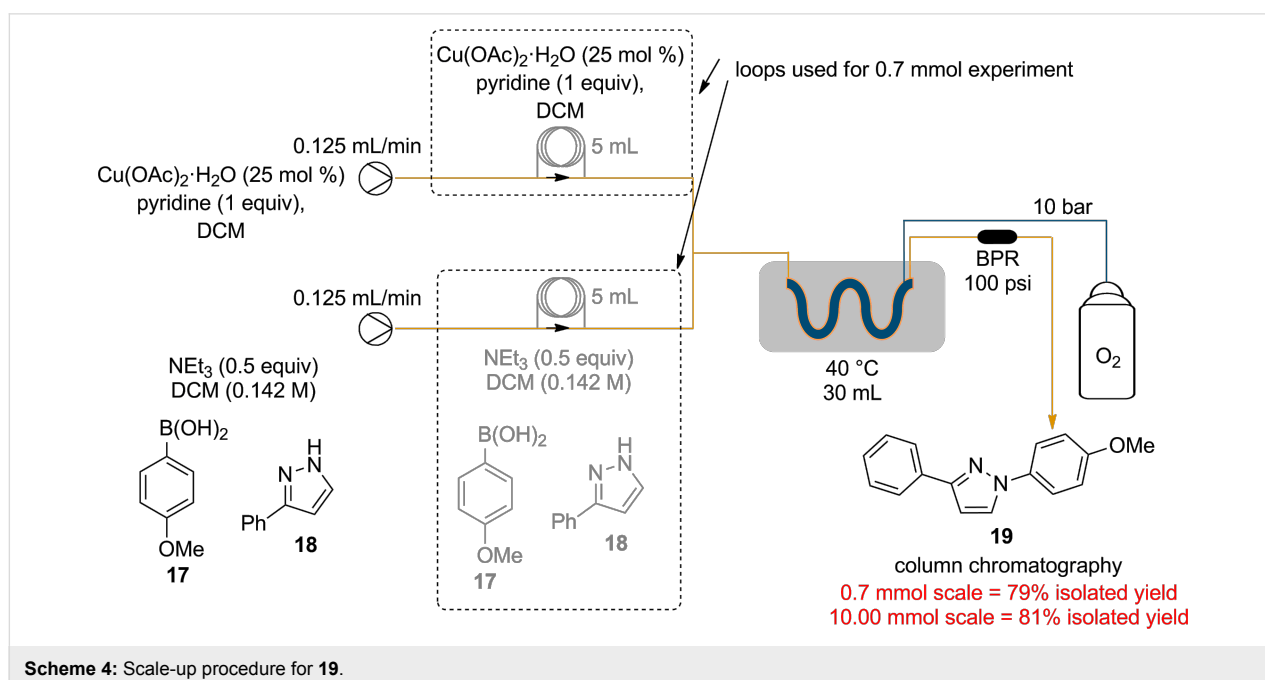 Cu(OAc)₂·H₂O (25 mol %)
pyridine (1 equiv),
DCM
5 mL
loops used for 0.7 mmol experiment
0.125 mL/min
Cu(OAc)₂·H₂O (25 mol %)
pyridine (1 equiv),
DCM
10 bar
BPR
100 psi
0.125 mL/min
5 mL
NEt₃ (0.5 equiv)
DCM (0.142 M)
NEt₃ (0.5 equiv)
DCM (0.142 M)
40 °C
30 mL
O₂
B(OH)₂
OMe
17
H
N
N
Ph
18
B(OH)₂
OMe
17
H
N
N
Ph
18
N
N
OMe
19
column chromatography
0.7 mmol scale = 79% isolated yield
10.00 mmol scale = 81% isolated yield
Scheme 4: Scale-up procedure for 19.